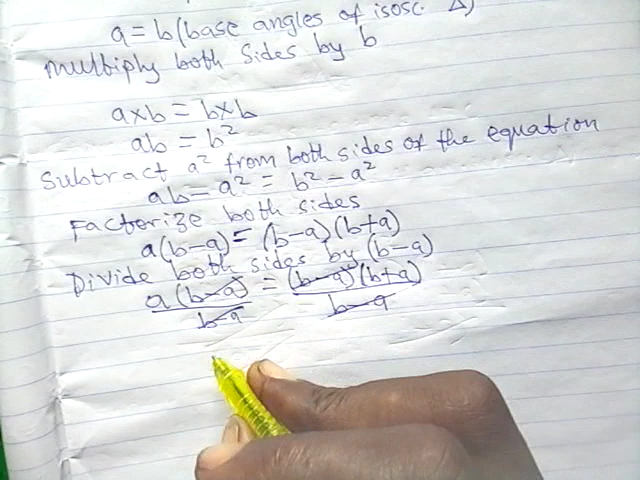 a = b (base angles of isosc. Δ)
multiply both sides by b
a×b = b×b
ab = b²
Subtract a² from both sides of the equation
ab - a² = b² - a²
Factorize both sides
a(b-a) = (b-a)(b+a)
Divide both sides by (b-a)
a(b-a) = (b-a)(b+a)
b-a b-a